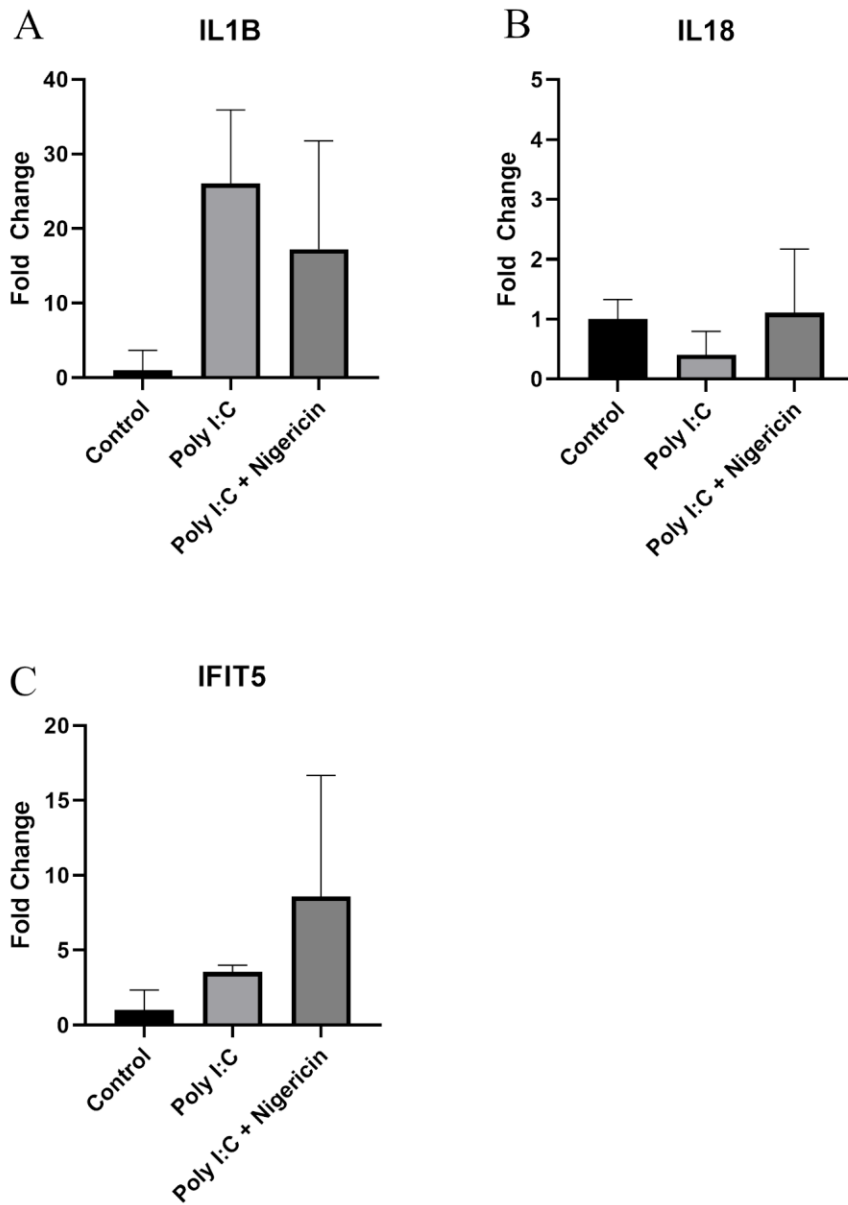 A
IL1B
Fold Change
40
30
20
10
0
Control
Poly I:C
Poly I:C + Nigericin
B
IL18
Fold Change
5
4
3
2
1
0
Control
Poly I:C
Poly I:C + Nigericin
C
IFIT5
Fold Change
20
15
10
5
0
Control
Poly I:C
Poly I:C + Nigericin